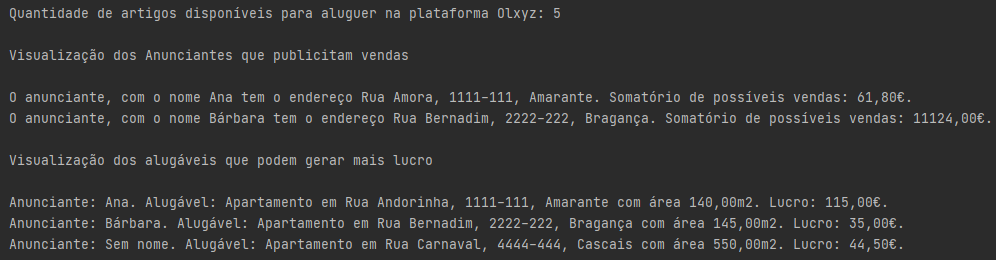 Quantidade de artigos disponíveis para aluguer na plataforma Olxyz: 5
Visualização dos Anunciantes que publicitam vendas
O anunciante, com o nome Ana tem o endereço Rua Amora, 1111-111, Amarante. Somatório de possíveis vendas: 61,80€.
O anunciante, com o nome Bárbara tem o endereço Rua Bernadim, 2222-222, Bragança. Somatório de possíveis vendas: 11124,00€.
Visualização dos alugáveis que podem gerar mais lucro
Anunciante: Ana. Alugável: Apartamento em Rua Andorinha, 1111-111, Amarante com área 140,00m2. Lucro: 115,00€.
Anunciante: Bárbara. Alugável: Apartamento em Rua Bernadim, 2222-222, Bragança com área 145,00m2. Lucro: 35,00€.
Anunciante: Sem nome. Alugável: Apartamento em Rua Carnaval, 4444-444, Cascais com área 550,00m2. Lucro: 44,50€.